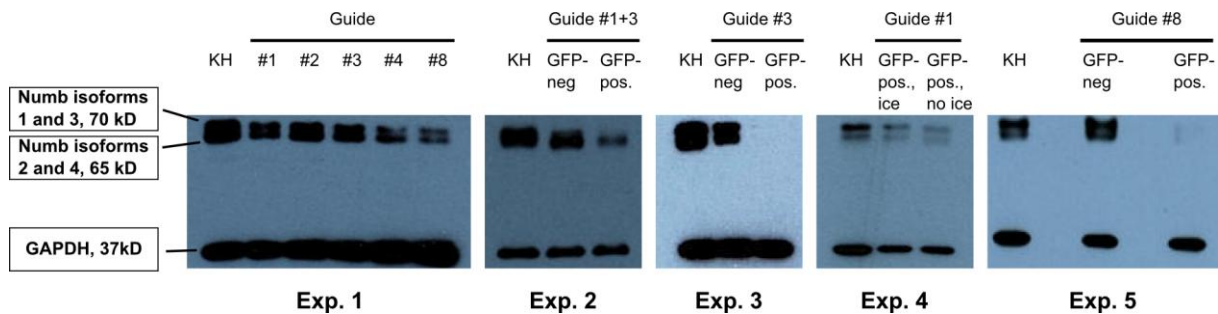 Guide
Guide #1+3
Guide #3
Guide #1
Guide #8
KH #1 #2 #3 #4 #8
KH GFP- GFP-
neg pos.
KH GFP- GFP-
neg pos.
KH GFP- GFP-
pos., pos.,
ice no ice
KH GFP- GFP-
neg pos.
Numb isoforms
1 and 3, 70 kD
Numb isoforms
2 and 4, 65 kD
GAPDH, 37kD
Exp. 1
Exp. 2
Exp. 3
Exp. 4
Exp. 5